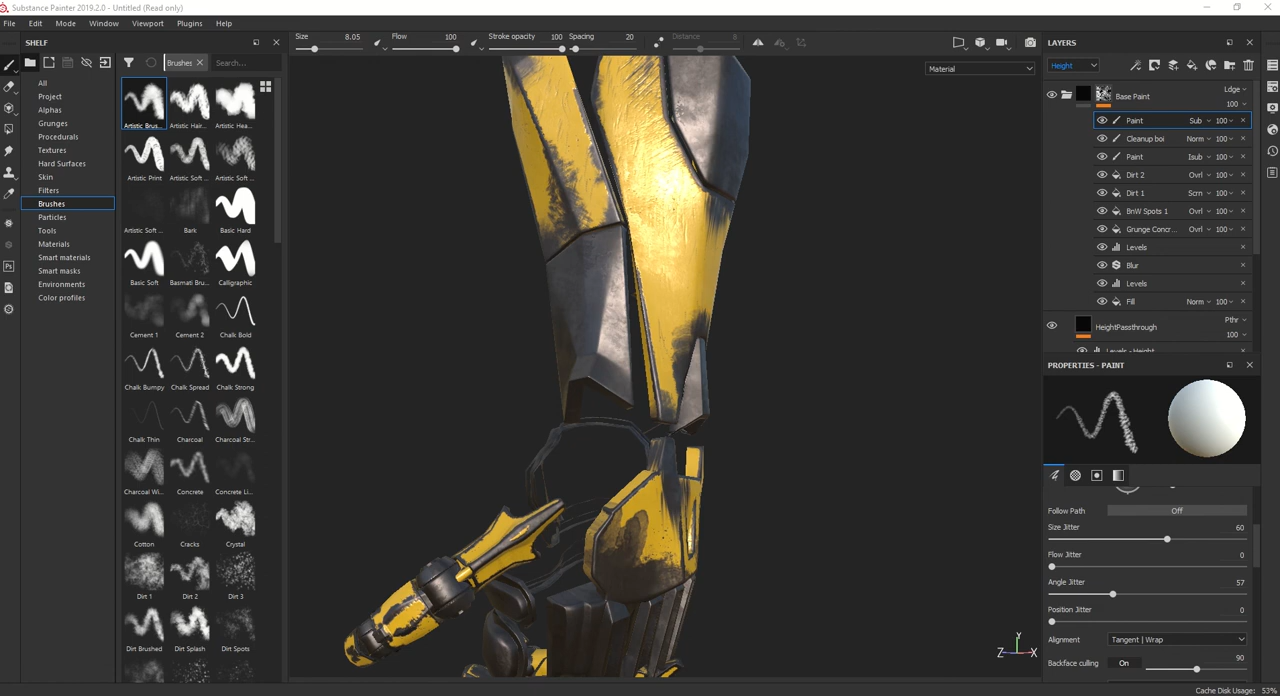 Substance Painter 2019.2.0 - Untitled (Read only)
File Edit Mode Window Viewport Plugins Help
SHELF
Size 8.05 Flow 100 Stroke opacity 100 Spacing 20 Distance 8
Brushes Search...
Material
All
Project
Alphas
Grunges
Procedurals
Textures
Hard Surfaces
Skin
Filters
Brushes
Particles
Tools
Materials
Smart materials
Smart masks
Environments
Color profiles
Artistic Brus... Artistic Hair... Artistic Hea...
Artistic Print Artistic Soft ... Artistic Soft ...
Artistic Soft ... Bark Basic Hard
Basic Soft Basmati Bru... Calligraphic
Cement 1 Cement 2 Chalk Bold
Chalk Bumpy Chalk Spread Chalk Strong
Chalk Thin Charcoal Charcoal Str...
Charcoal Wi... Concrete Concrete Li...
Cotton Cracks Crystal
Dirt 1 Dirt 2 Dirt 3
Dirt Brushed Dirt Splash Dirt Spots
Ps
Y
Z X
LAYERS
Height
Base Paint Ldge
100
Paint Sub 100
Cleanup boi Norm 100
Paint lsub 100
Dirt 2 Ovrl 100
Dirt 1 Scrn 100
BnW Spots 1 Ovrl 100
Grunge Concr... Ovrl 100
Levels
Blur
Levels
Fill Norm 100
HeightPassthrough Pthr
100
Levels - Height
PROPERTIES - PAINT
Follow Path Off
Size Jitter 60
Flow Jitter 0
Angle Jitter 57
Position Jitter 0
Alignment Tangent | Wrap
Backface culling On 90
Cache Disk Usage: 53%